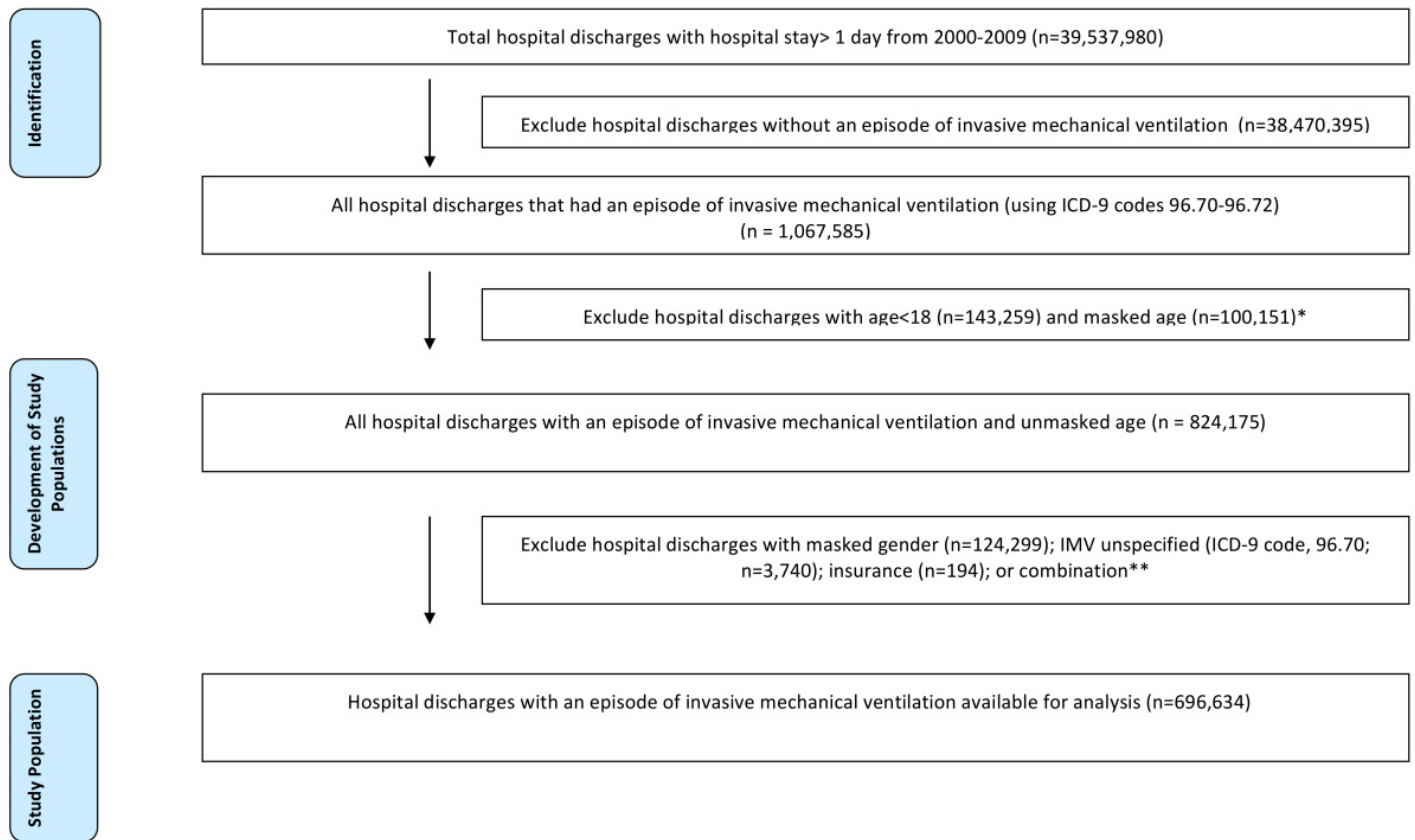 Identification
Total hospital discharges with hospital stay> 1 day from 2000-2009 (n=39,537,980)
Exclude hospital discharges without an episode of invasive mechanical ventilation (n=38,470,395)
All hospital discharges that had an episode of invasive mechanical ventilation (using ICD-9 codes 96.70-96.72)
(n = 1,067,585)
Exclude hospital discharges with age<18 (n=143,259) and masked age (n=100,151)*
Development of Study
Populations
All hospital discharges with an episode of invasive mechanical ventilation and unmasked age (n = 824,175)
Exclude hospital discharges with masked gender (n=124,299); IMV unspecified (ICD-9 code, 96.70;
n=3,740); insurance (n=194); or combination**
Study Population
Hospital discharges with an episode of invasive mechanical ventilation available for analysis (n=696,634)